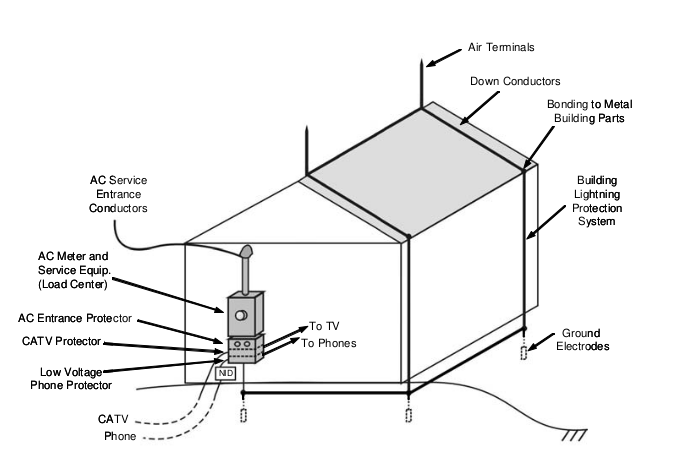 Air Terminals
Down Conductors
Bonding to Metal
Building Parts
AC Service
Entrance
Conductors
Building
Lightning
Protection
System
AC Meter and
Service Equip.
(Load Center)
AC Entrance Protector
To TV
CATV Protector
To Phones
Ground
Electrodes
Low Voltage
Phone Protector
NID
CATV
Phone